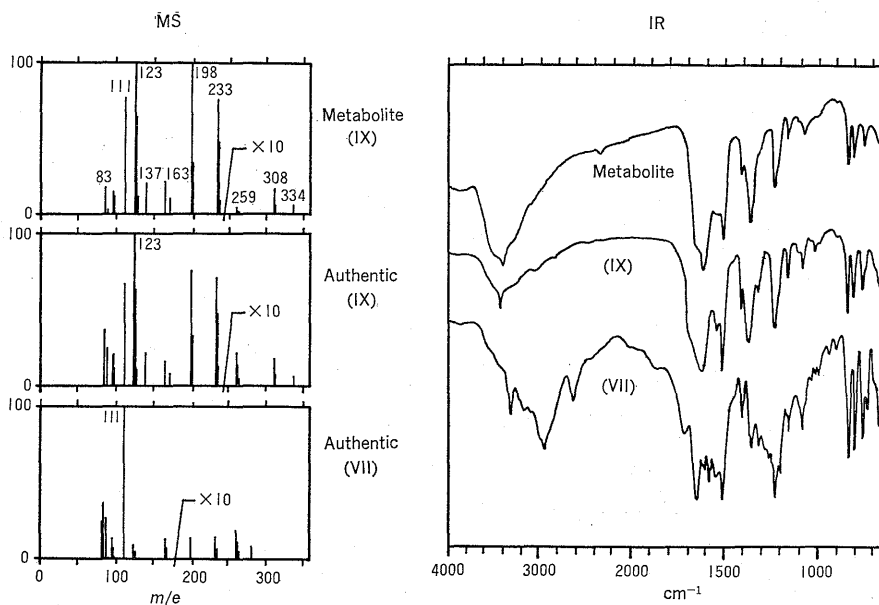 MS
IR
100
0
83
111
123
137
163
198
233
×10
259
308
334
Metabolite
(IX)
100
0
123
×10
Authentic
(IX)
100
0
111
×10
Authentic
(VII)
0 100 200 300
m/e
Metabolite
(IX)
(VII)
4000 3000 2000 1500 1000
cm⁻¹